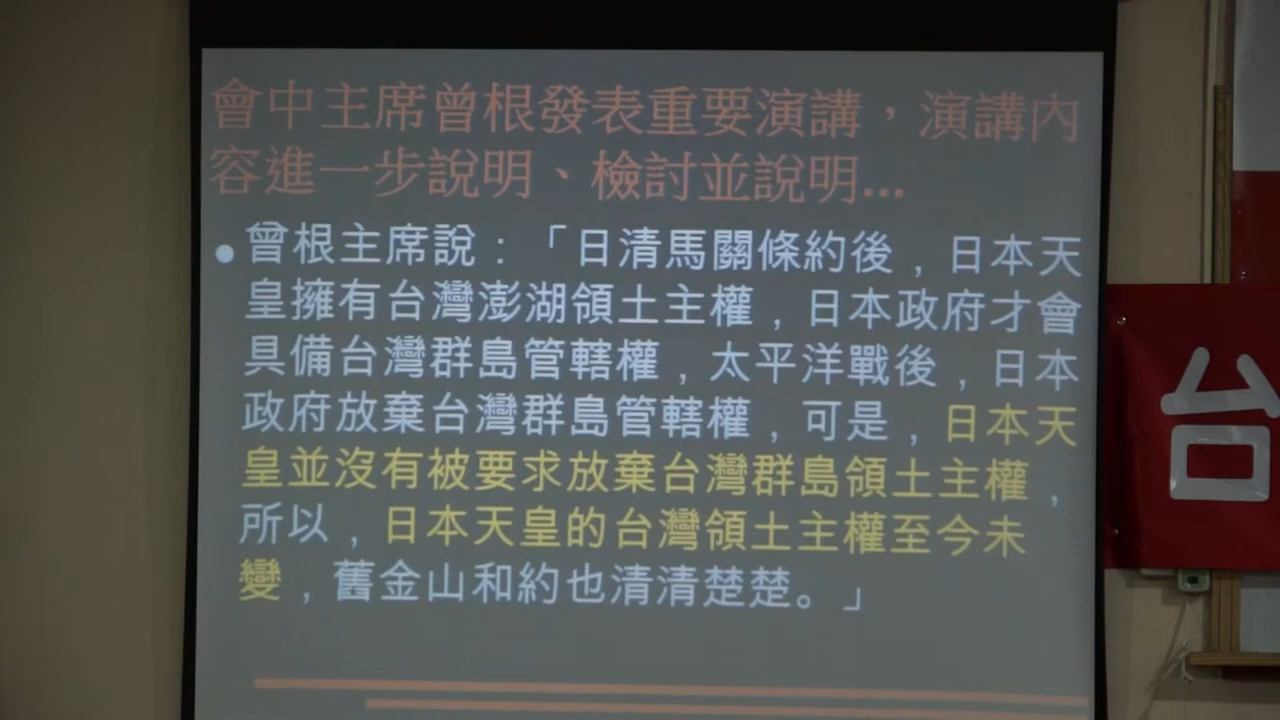 會中主席曾根發表重要演講，演講內
容進一步說明、檢討並說明...
●曾根主席說：「日清馬關條約後，日本天
皇擁有台灣澎湖領土主權，日本政府才會
具備台灣群島管轄權，太平洋戰後，日本
政府放棄台灣群島管轄權，可是，日本天
皇並沒有被要求放棄台灣群島領土主權，
所以，日本天皇的台灣領土主權至今未
變，舊金山和約也清清楚楚。」
台